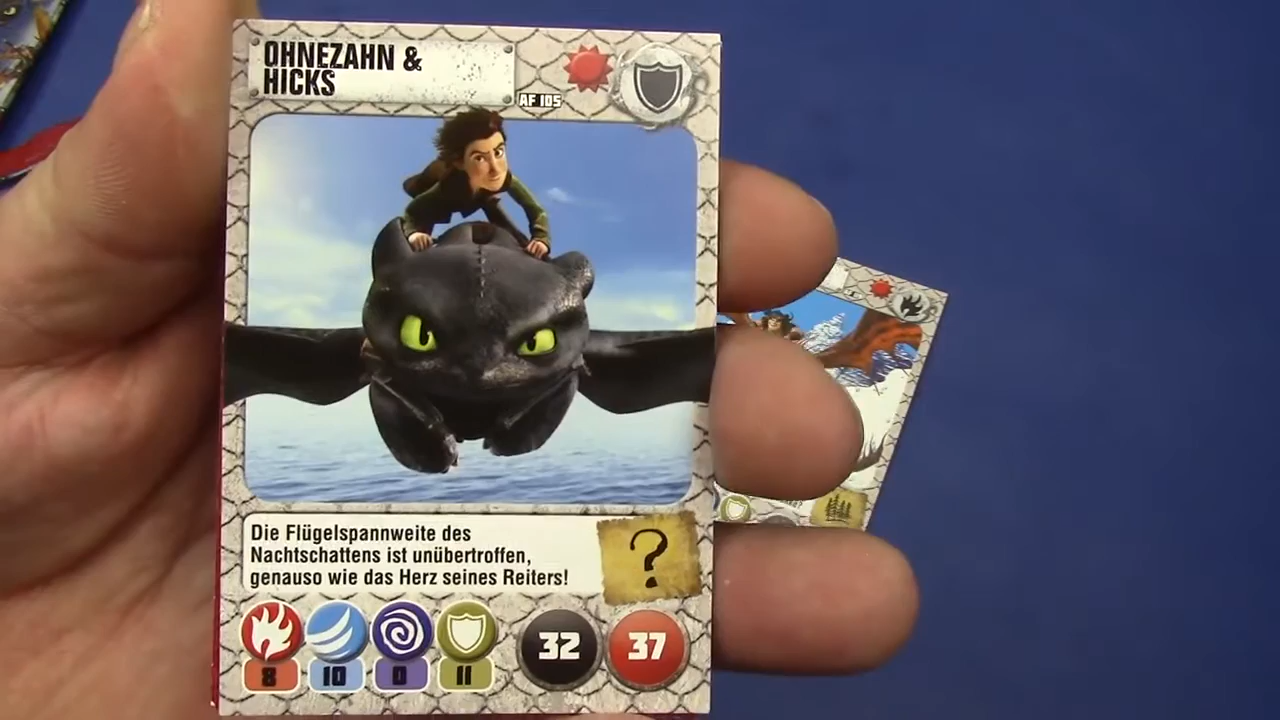 OHNEZAHN &
HICKS
AF 105
Die Flügelspannweite des
Nachtschattens ist unübertroffen,
genauso wie das Herz seines Reiters!
?
8 10 0 11 32 37